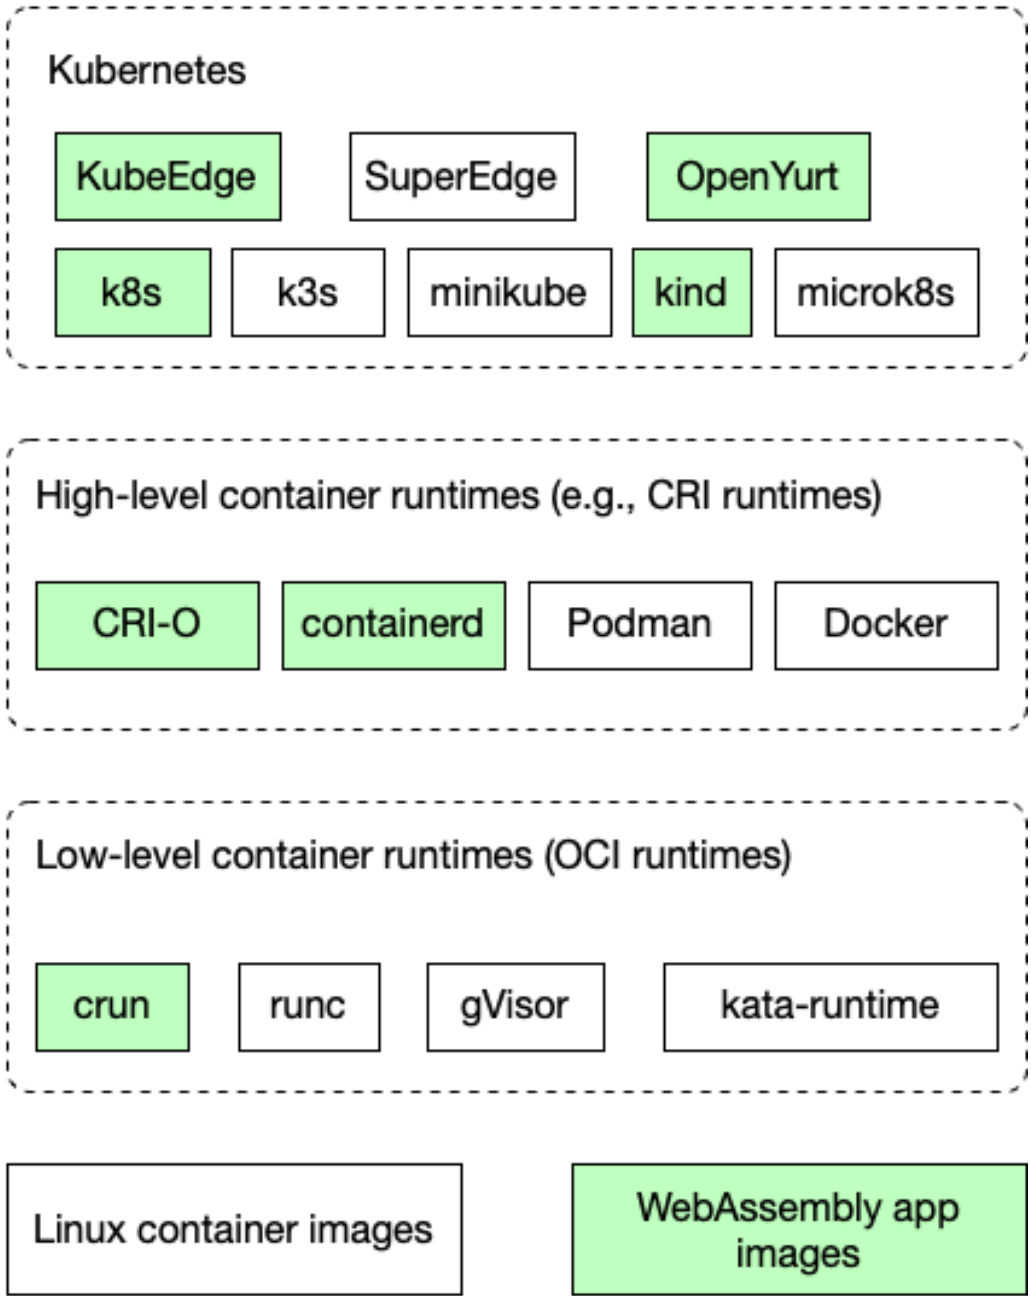 Kubernetes
KubeEdge
SuperEdge
OpenYurt
k8s
k3s
minikube
kind
microk8s
High-level container runtimes (e.g., CRI runtimes)
CRI-O
containerd
Podman
Docker
Low-level container runtimes (OCI runtimes)
crun
runc
gVisor
kata-runtime
Linux container images
WebAssembly app
images